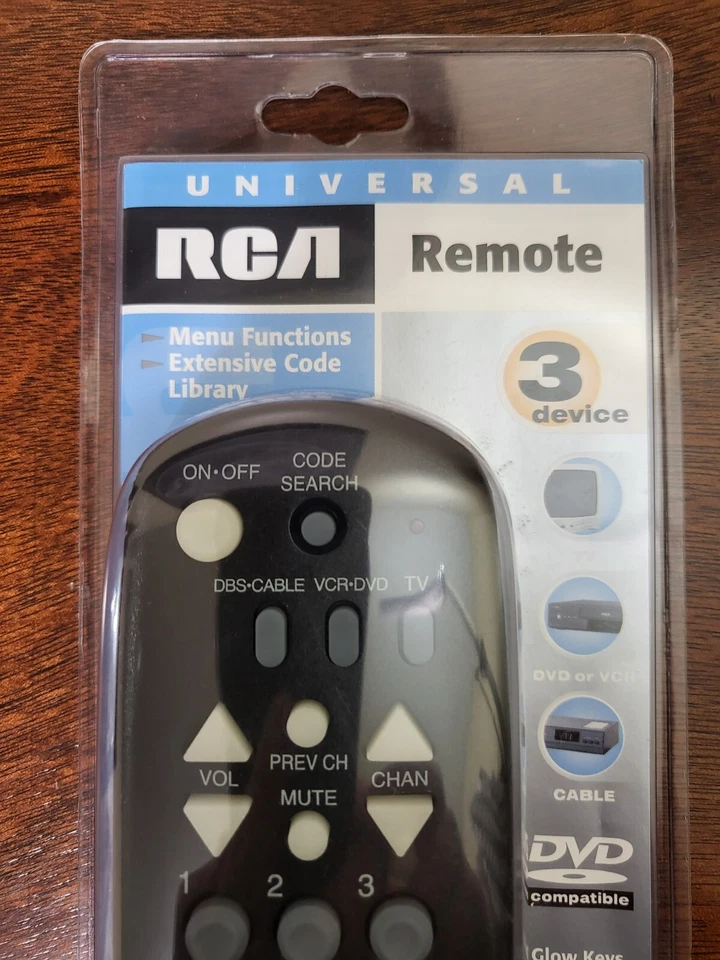 UNIVERSAL
RCA
Remote
Menu Functions
Extensive Code
Library
3
device
ON•OFF
CODE
SEARCH
DBS•CABLE VCR•DVD TV
TV
DVD or VCR
VOL
PREV CH
CHAN
MUTE
CABLE
1 2 3
DVD
compatible
Glow Keys